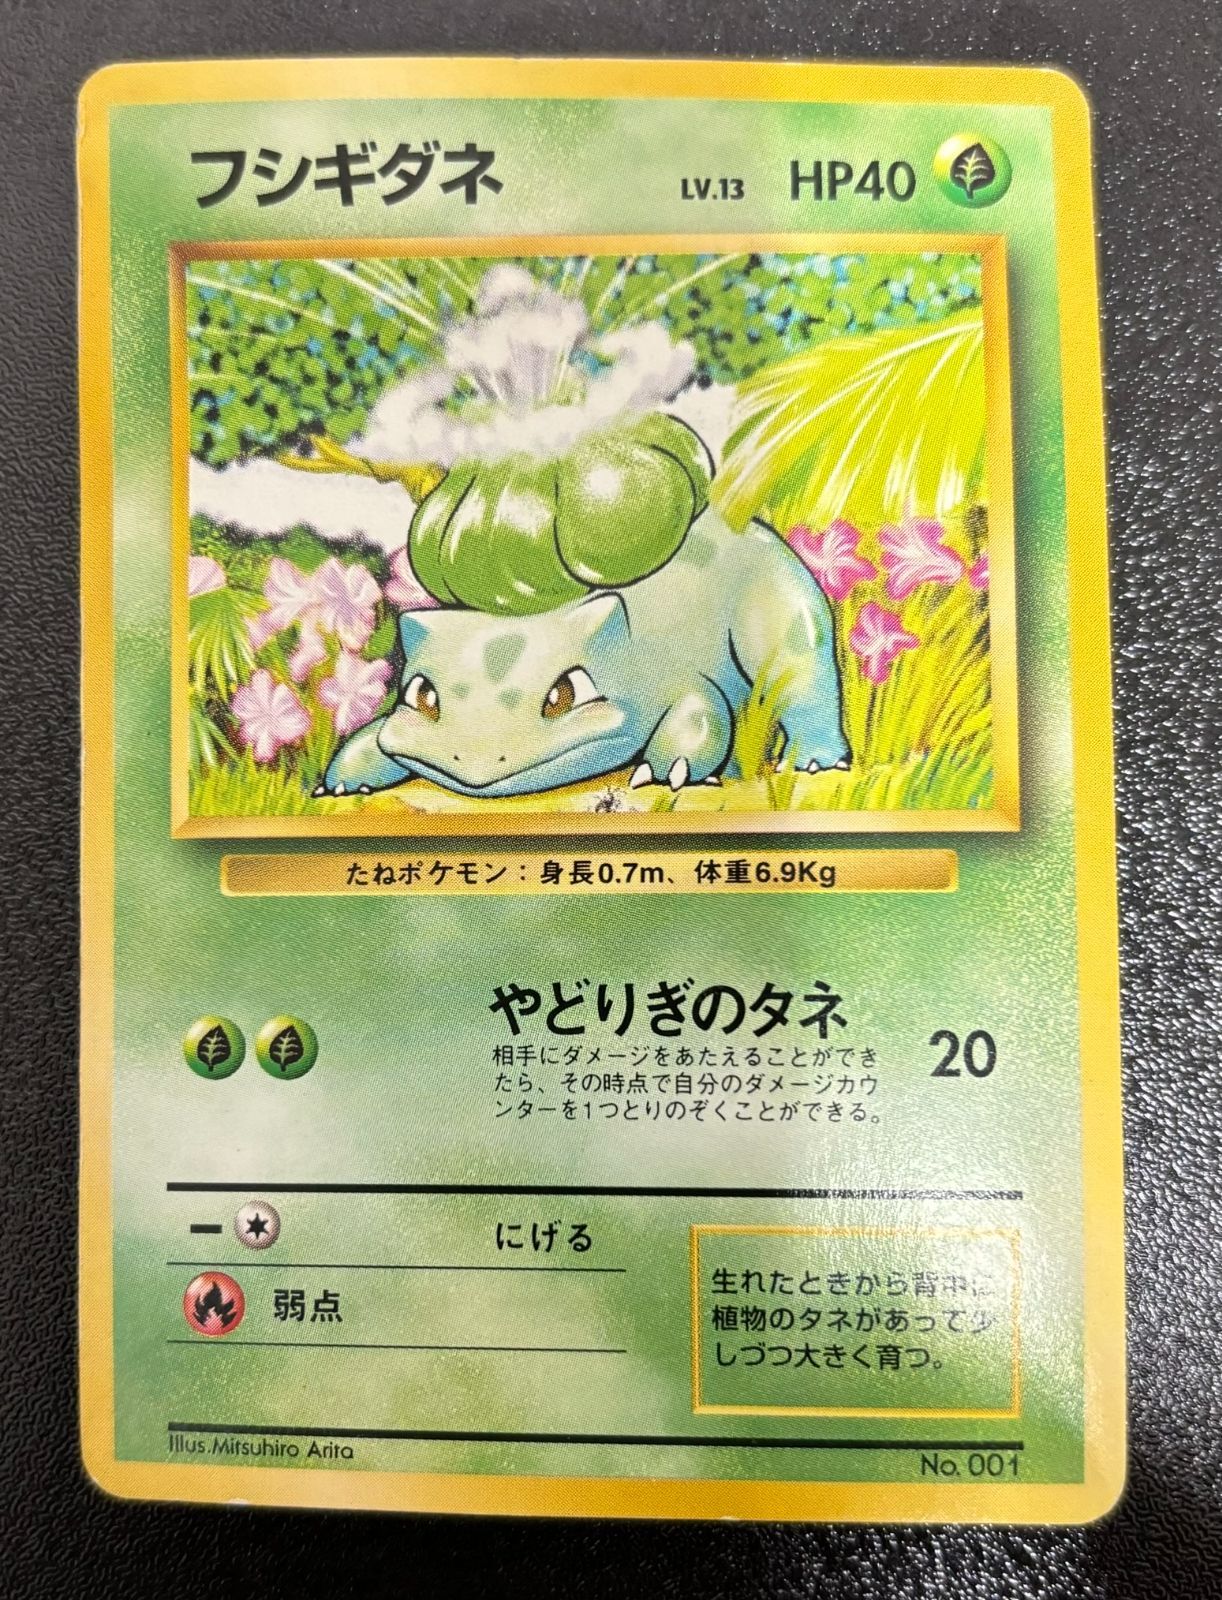 フシギダネ LV.13 HP40
たねポケモン：身長0.7m、体重6.9Kg
やどりぎのタネ 20
相手にダメージをあたえることができ
たら、その時点で自分のダメージカウ
ンターを1つとりのぞくことができる。
にげる
弱点
生れたときから背中に
植物のタネがあって少
しづつ大きく育つ。
Illus.Mitsuhiro Arita
No. 001